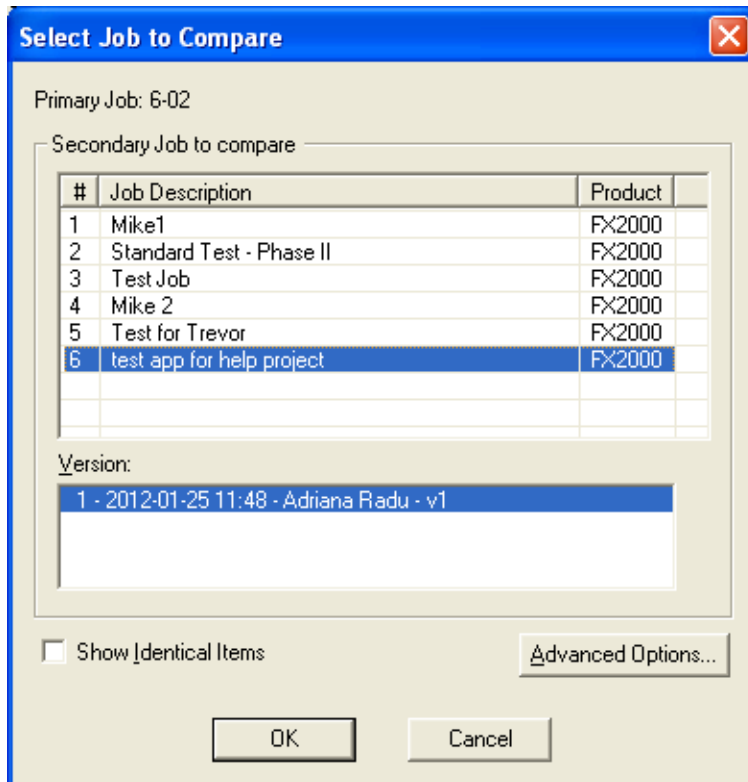 Select Job to Compare
Primary Job: 6-02
Secondary Job to compare
# Job Description Product
1 Mike1 FX2000
2 Standard Test - Phase II FX2000
3 Test Job FX2000
4 Mike 2 FX2000
5 Test for Trevor FX2000
6 test app for help project FX2000
Version:
1 - 2012-01-25 11:48 - Adriana Radu - v1
Show Identical Items Advanced Options...
OK Cancel